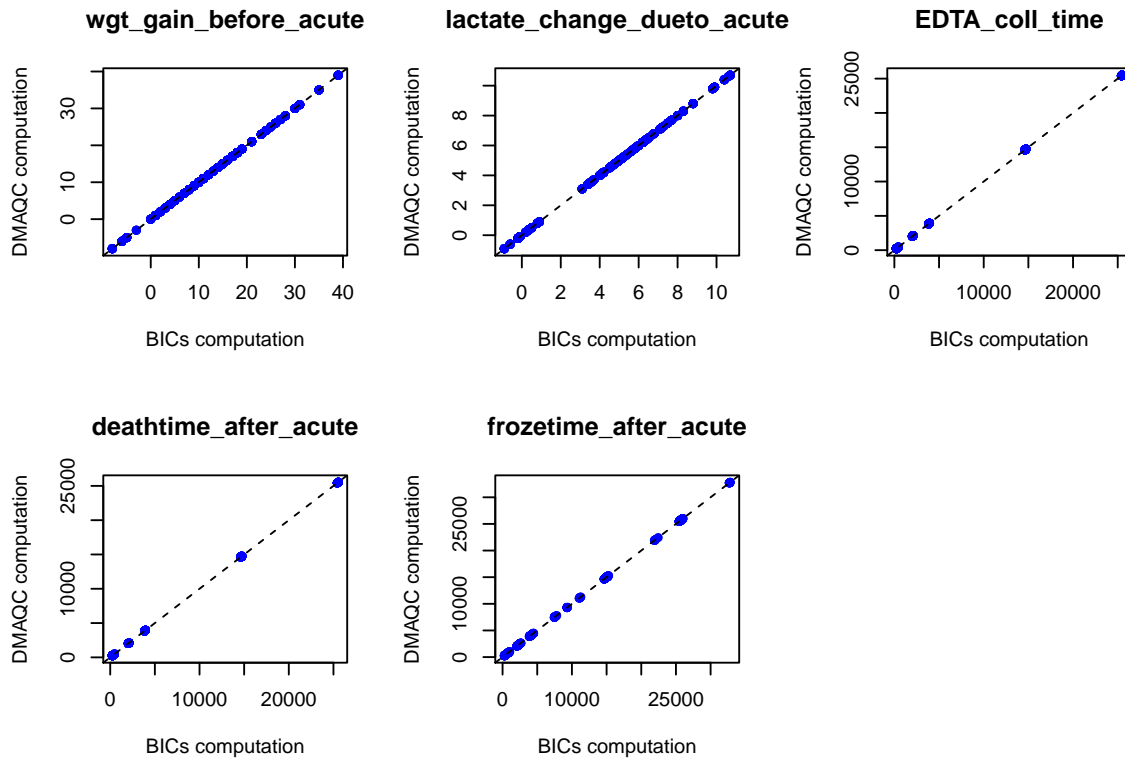 wgt_gain_before_acute
DMAQC computation
0 10 30
0 10 20 30 40
BICs computation
lactate_change_dueto_acute
DMAQC computation
0 2 4 6 8
0 2 4 6 8 10
BICs computation
EDTA_coll_time
DMAQC computation
0 10000 25000
0 10000 20000
BICs computation
deathtime_after_acute
DMAQC computation
0 10000 25000
0 10000 20000
BICs computation
frozetime_after_acute
DMAQC computation
0 10000 25000
0 10000 25000
BICs computation